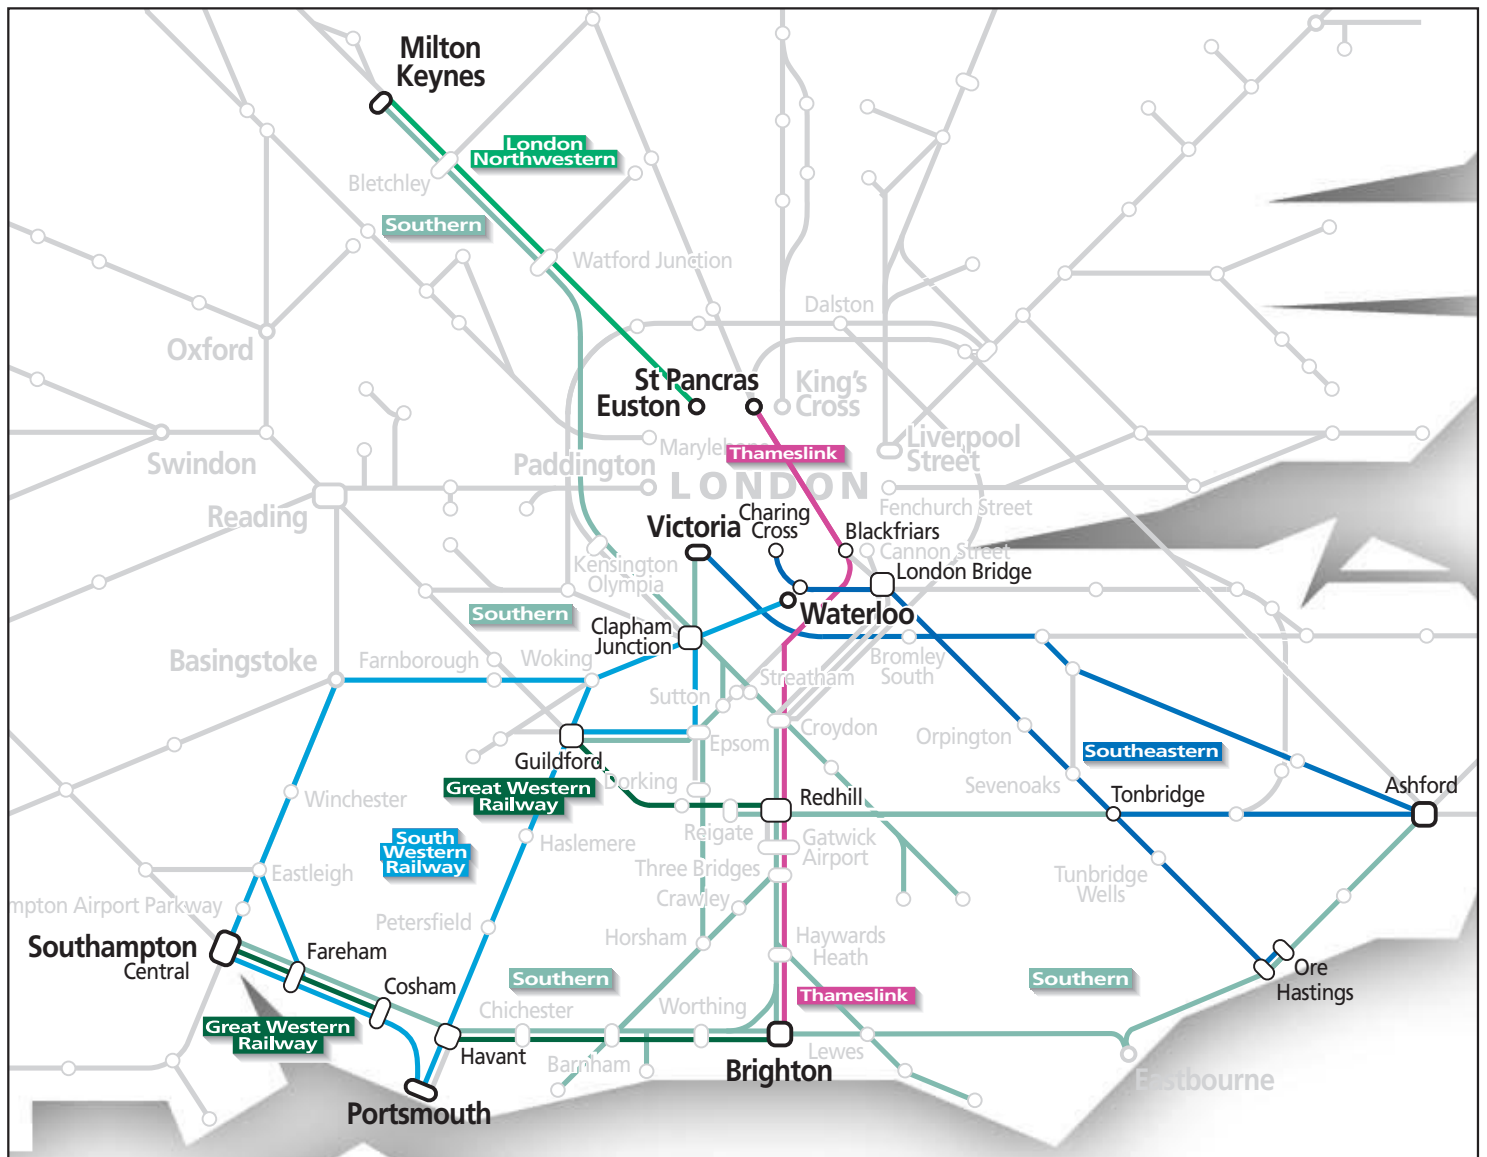 Milton
Keynes
London
Northwestern
Bletchley
Southern
Watford Junction
Dalston
Oxford
St Pancras
Euston
King's
Cross
Liverpool
Street
Marylebone
Thameslink
Swindon
Paddington
LONDON
Reading
Fenchurch Street
Victoria
Charing
Cross
Blackfriars
Cannon Street
Kensington
Olympia
London Bridge
Southern
Waterloo
Clapham
Junction
Basingstoke
Farnborough
Woking
Bromley
South
Streatham
Sutton
Croydon
Orpington
Epsom
Southeastern
Guildford
Dorking
Sevenoaks
Ashford
Great Western
Railway
Winchester
Redhill
Tonbridge
Reigate
Gatwick
Airport
South
Western
Railway
Haslemere
Three Bridges
Tunbridge
Wells
Eastleigh
Crawley
mpton Airport Parkway
Petersfield
Horsham
Haywards
Heath
Southampton
Central
Fareham
Cosham
Southern
Southern
Ore
Hastings
Thameslink
Chichester
Worthing
Great Western
Railway
Havant
Barnham
Lewes
Brighton
Eastbourne
Portsmouth